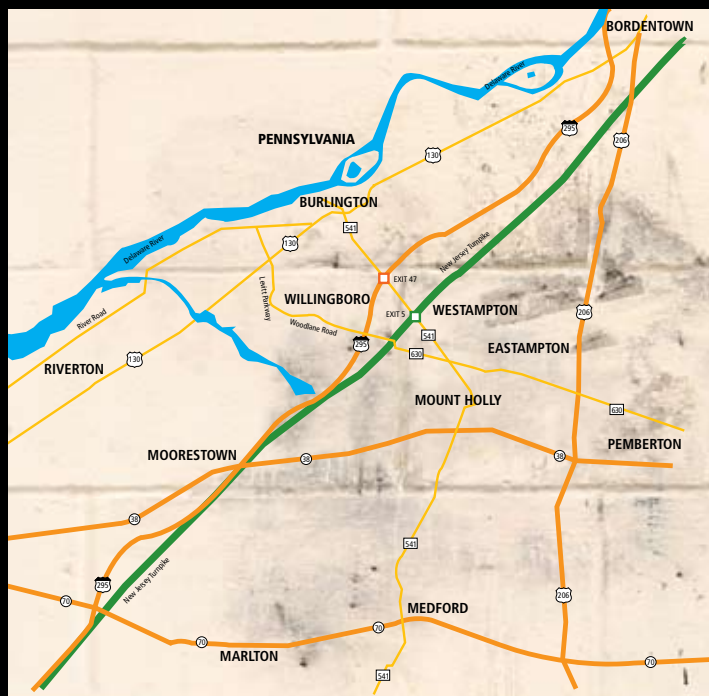 BORDENTOWN
Delaware River
295
206
PENNSYLVANIA
130
BURLINGTON
541
130
New Jersey Turnpike
Delaware River
EXIT 47
Levitt Parkway
WILLINGBORO
EXIT 5
WESTAMPTON
206
River Road
Woodlane Road
541
295
630
EASTAMPTON
130
RIVERTON
MOUNT HOLLY
630
PEMBERTON
MOORESTOWN
38
38
38
541
New Jersey Turnpike
295
206
70
MEDFORD
70
70
MARLTON
70
541